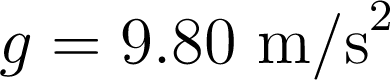 g = 9.80 m/s²